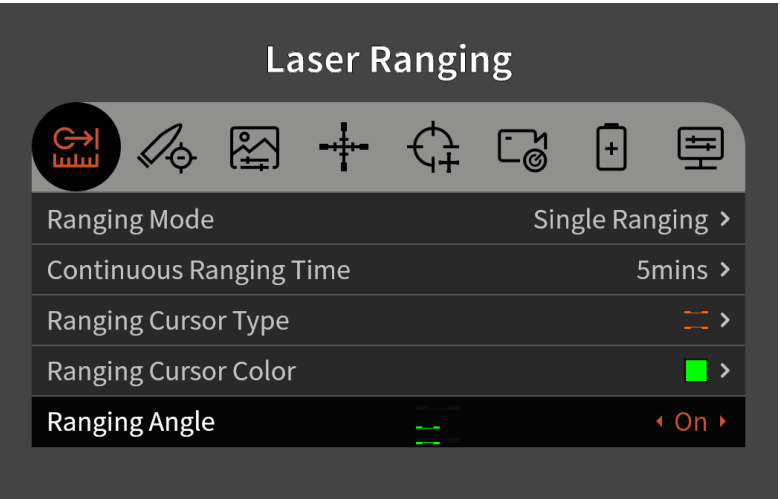 Laser Ranging
Ranging Mode Single Ranging
Continuous Ranging Time 5mins
Ranging Cursor Type
Ranging Cursor Color
Ranging Angle On